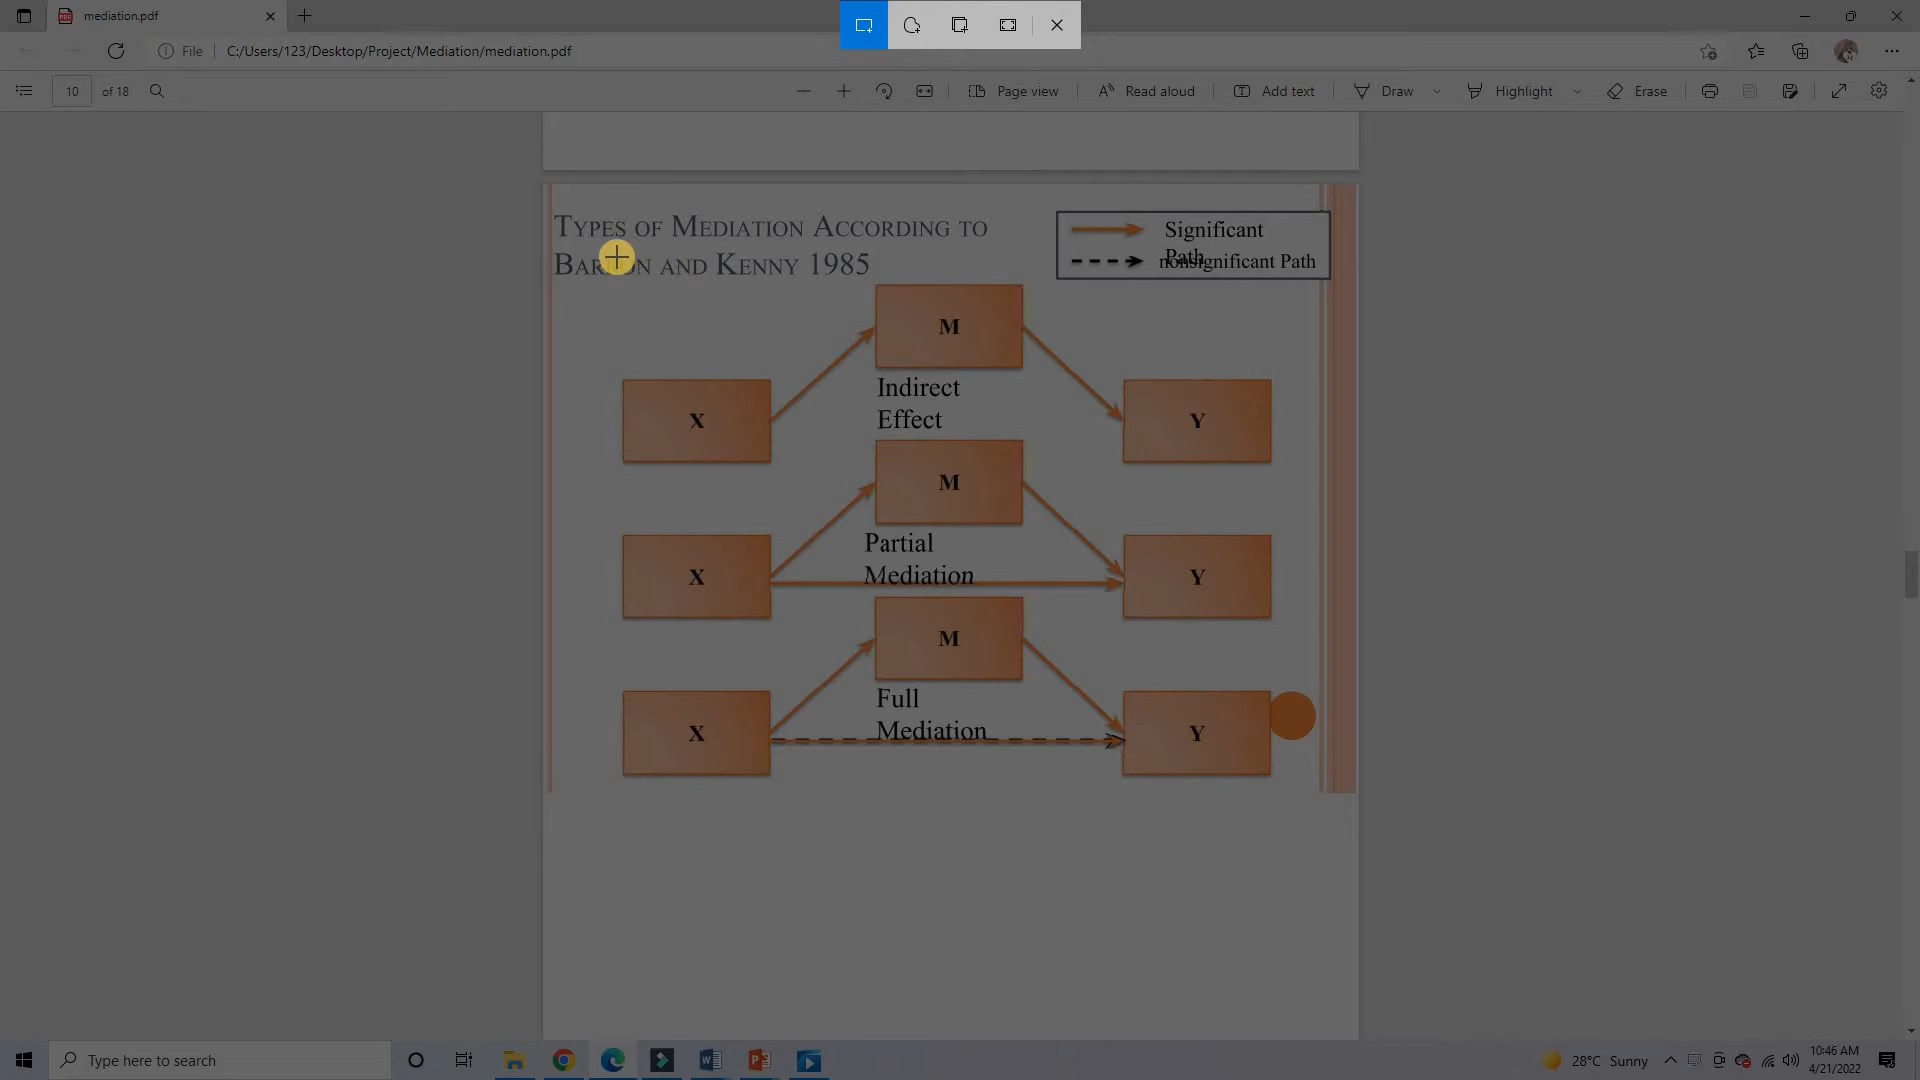 mediation.pdf
File
C:/Users/123/Desktop/Project/Mediation/mediation.pdf
10 of 18
Page view
Read aloud
Add text
Draw
Highlight
Erase
TYPES OF MEDIATION ACCORDING TO
AND KENNY 1985
Significant
Path
nonsignificant Path
M
Indirect
Effect
X
Y
M
Partial
Mediation
X
Y
M
Full
Mediation
X
Y
Type here to search
28°C Sunny
10:46 AM
4/21/2022